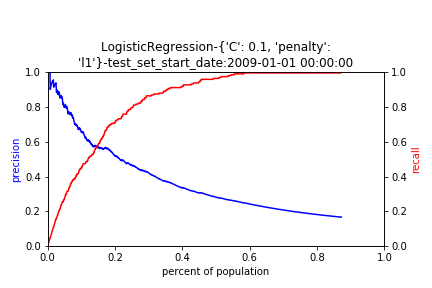 LogisticRegression-{'C': 0.1, 'penalty':
'l1'}-test_set_start_date:2009-01-01 00:00:00
1.0
0.8
0.6
0.4
0.2
0.0
precision
1.0
0.8
0.6
0.4
0.2
0.0
recall
0.0 0.2 0.4 0.6 0.8 1.0
percent of population